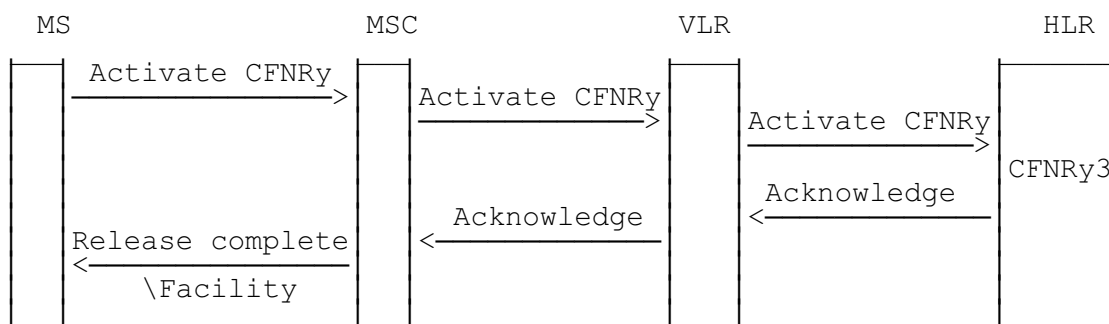 MS MSC VLR HLR
Activate CFNRy
Activate CFNRy
Activate CFNRy
CFNRy3
Acknowledge
Acknowledge
Release complete
\Facility